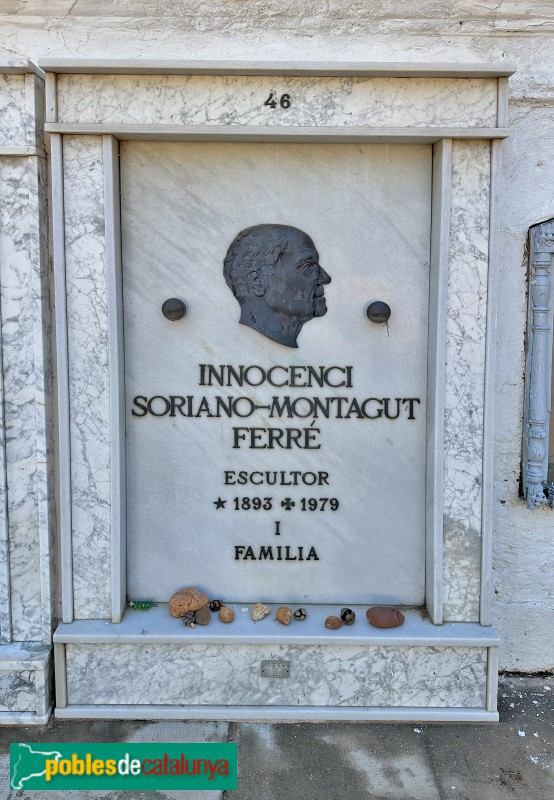 46
INNOCENCI
SORIANO-MONTAGUT
FERRÉ
ESCULTOR
★ 1893 ✠ 1979
I
FAMILIA
poblesdecatalunya